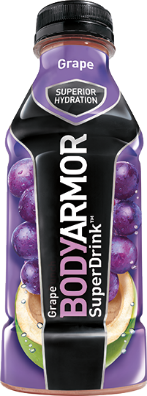 Grape
SUPERIOR
HYDRATION
Grape
BODYARMOR
SuperDrink™